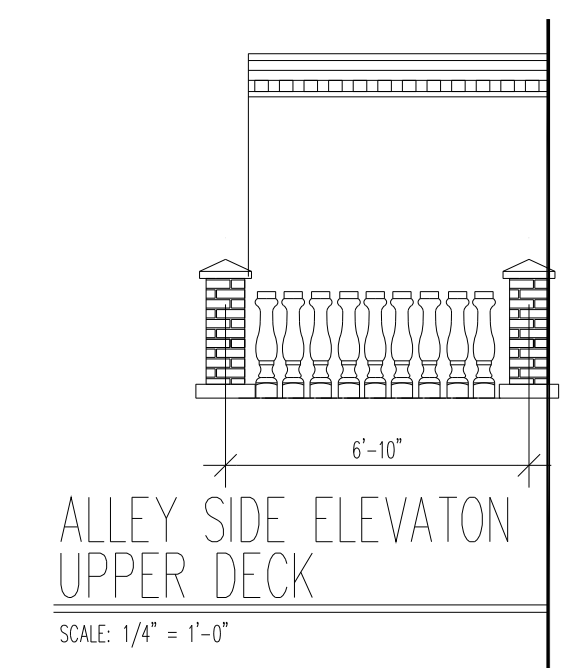 6'-10"
ALLEY SIDE ELEVATON
UPPER DECK
SCALE: 1/4" = 1'-0"